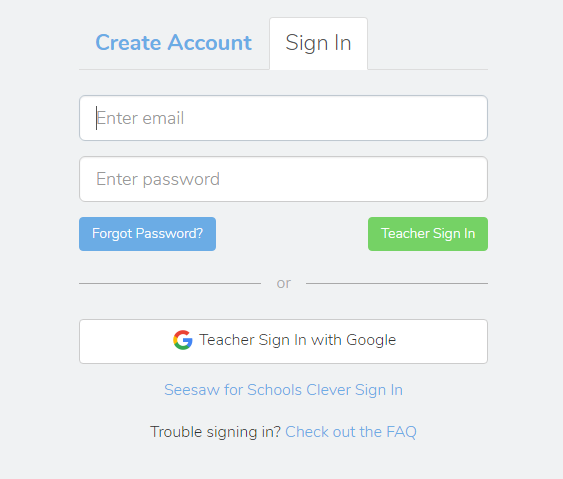 Create Account Sign In
Enter email
Enter password
Forgot Password? Teacher Sign In
or
Teacher Sign In with Google
Seesaw for Schools Clever Sign In
Trouble signing in? Check out the FAQ